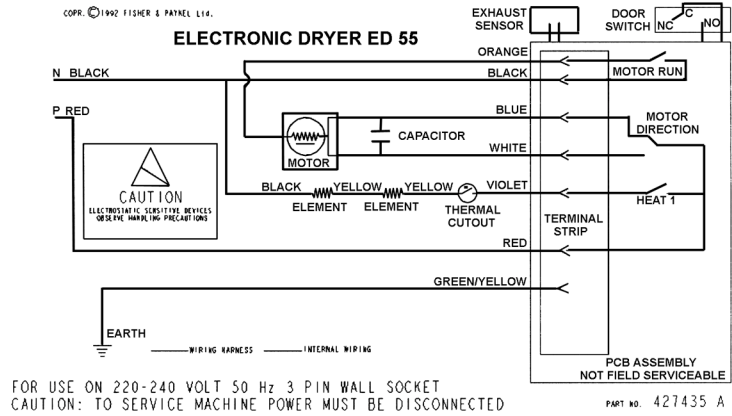 COPR. ©1992 FISHER & PAYKEL Ltd.
ELECTRONIC DRYER ED 55
EXHAUST
SENSOR
DOOR
SWITCH
C
NC
NO
ORANGE
N BLACK
BLACK
MOTOR RUN
P RED
BLUE
MOTOR
DIRECTION
CAPACITOR
WHITE
MOTOR
CAUTION
ELECTROSTATIC SENSITIVE DEVICES
OBSERVE HANDLING PRECAUTIONS
BLACK
YELLOW
YELLOW
VIOLET
ELEMENT
ELEMENT
THERMAL
CUTOUT
HEAT 1
TERMINAL
STRIP
RED
GREEN/YELLOW
EARTH
WIRING HARNESS
INTERNAL WIRING
PCB ASSEMBLY
NOT FIELD SERVICEABLE
FOR USE ON 220-240 VOLT 50 Hz 3 PIN WALL SOCKET
CAUTION: TO SERVICE MACHINE POWER MUST BE DISCONNECTED
PART NO. 427435 A